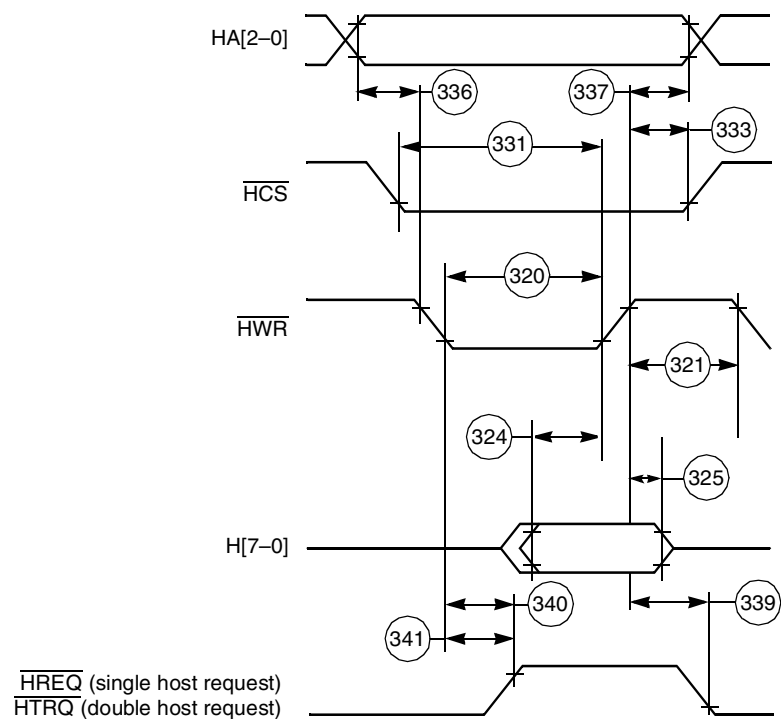 HA[2–0]
336
337
333
331
HCS
320
HWR
321
324
325
H[7–0]
340
339
341
HREQ (single host request)
HTRQ (double host request)